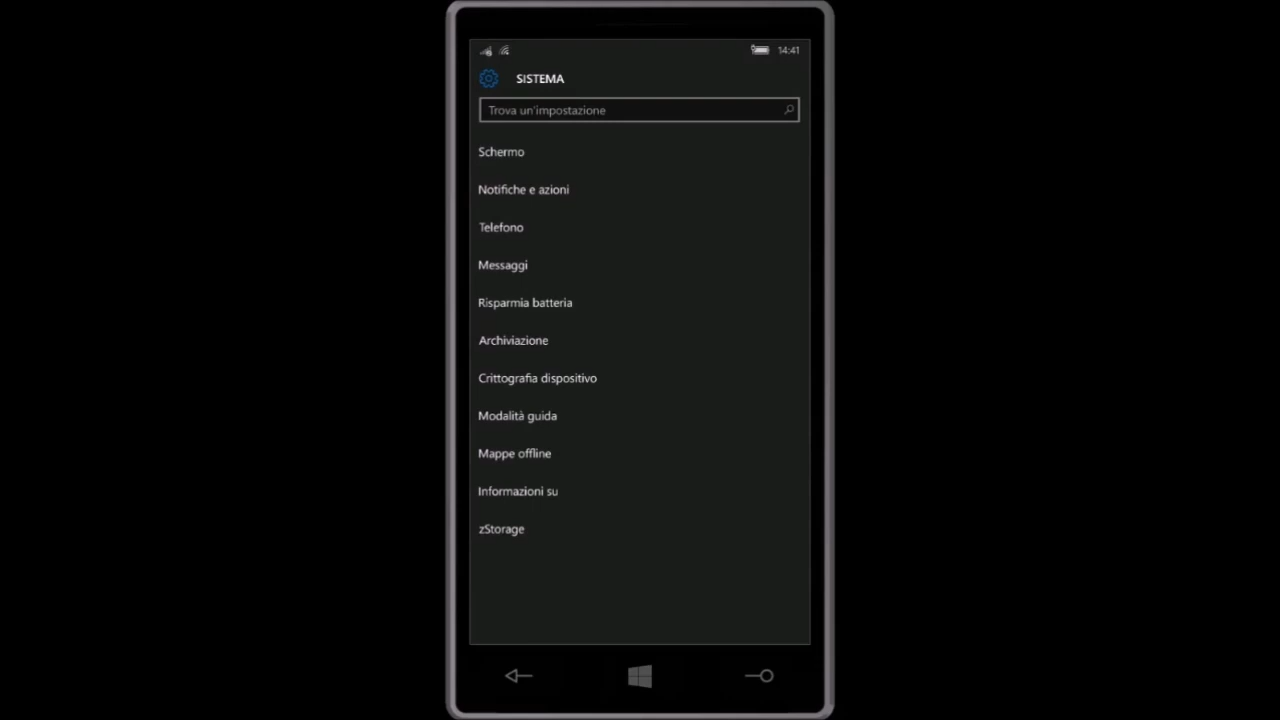 14:41
SISTEMA
Trova un'impostazione
Schermo
Notifiche e azioni
Telefono
Messaggi
Risparmia batteria
Archiviazione
Crittografia dispositivo
Modalità guida
Mappe offline
Informazioni su
zStorage